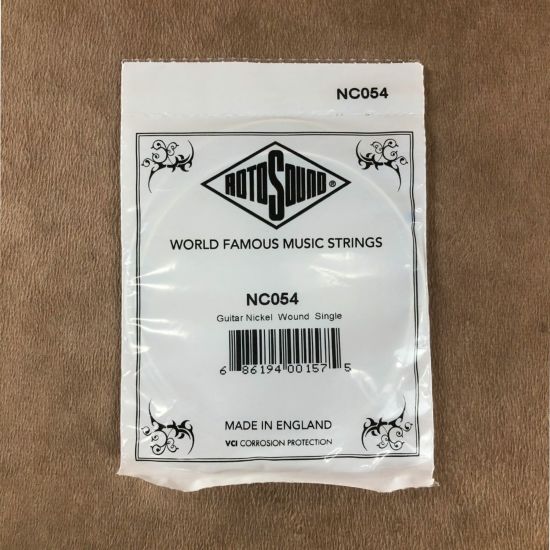 NC054
ROTOSOUND®
WORLD FAMOUS MUSIC STRINGS
NC054
Guitar Nickel Wound Single
6 86194 00157 5
MADE IN ENGLAND
VCI CORROSION PROTECTION